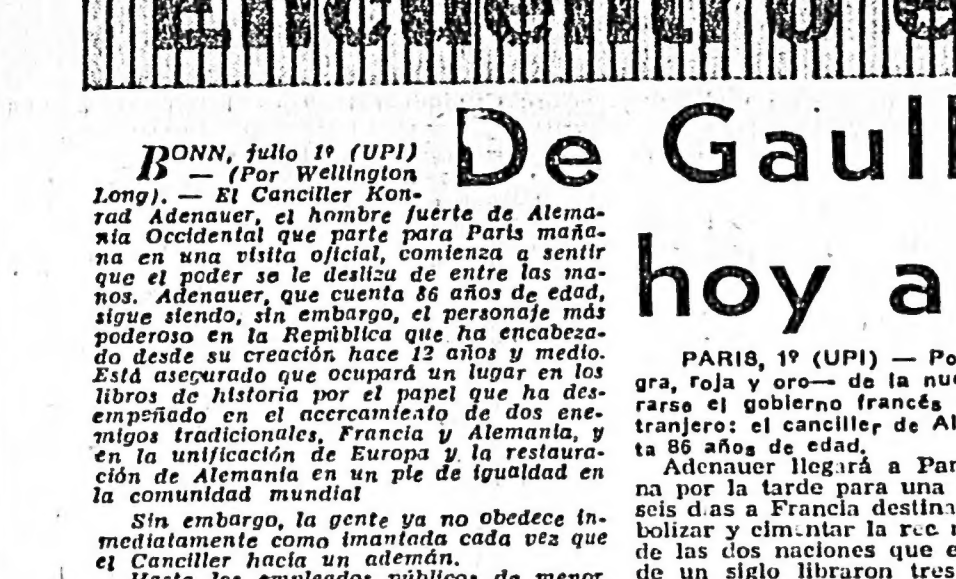 De Gaull
hoy a
BONN, julio 1º (UPI)
— (Por Wellington
Long). — El Canciller Kon-
rad Adenauer, el hombre fuerte de Alema-
nia Occidental que parte para París maña-
na en una visita oficial, comienza a sentir
que el poder se le desliza de entre las ma-
nos. Adenauer, que cuenta 86 años de edad,
sigue siendo, sin embargo, el personaje más
poderoso en la República que ha encabeza-
do desde su creación hace 12 años y medio.
Está asegurado que ocupará un lugar en los
libros de historia por el papel que ha des-
empeñado en el acercamiento de dos ene-
migos tradicionales, Francia y Alemania, y
en la unificación de Europa y la restaura-
ción de Alemania en un pie de igualdad en
la comunidad mundial
Sin embargo, la gente ya no obedece in-
mediatamente como imantada cada vez que
el Canciller hacía un ademán.
Hasta los empleados públicos de menor
PARIS, 1º (UPI) — Po
gra, roja y oro— de la nue
rarse el gobierno francés
tranjero: el canciller de Al
ta 86 años de edad.
Adenauer llegará a Par
na por la tarde para una
seis días a Francia destina
bolizar y cimentar la rec
de las dos naciones que e
de un siglo libraron tres